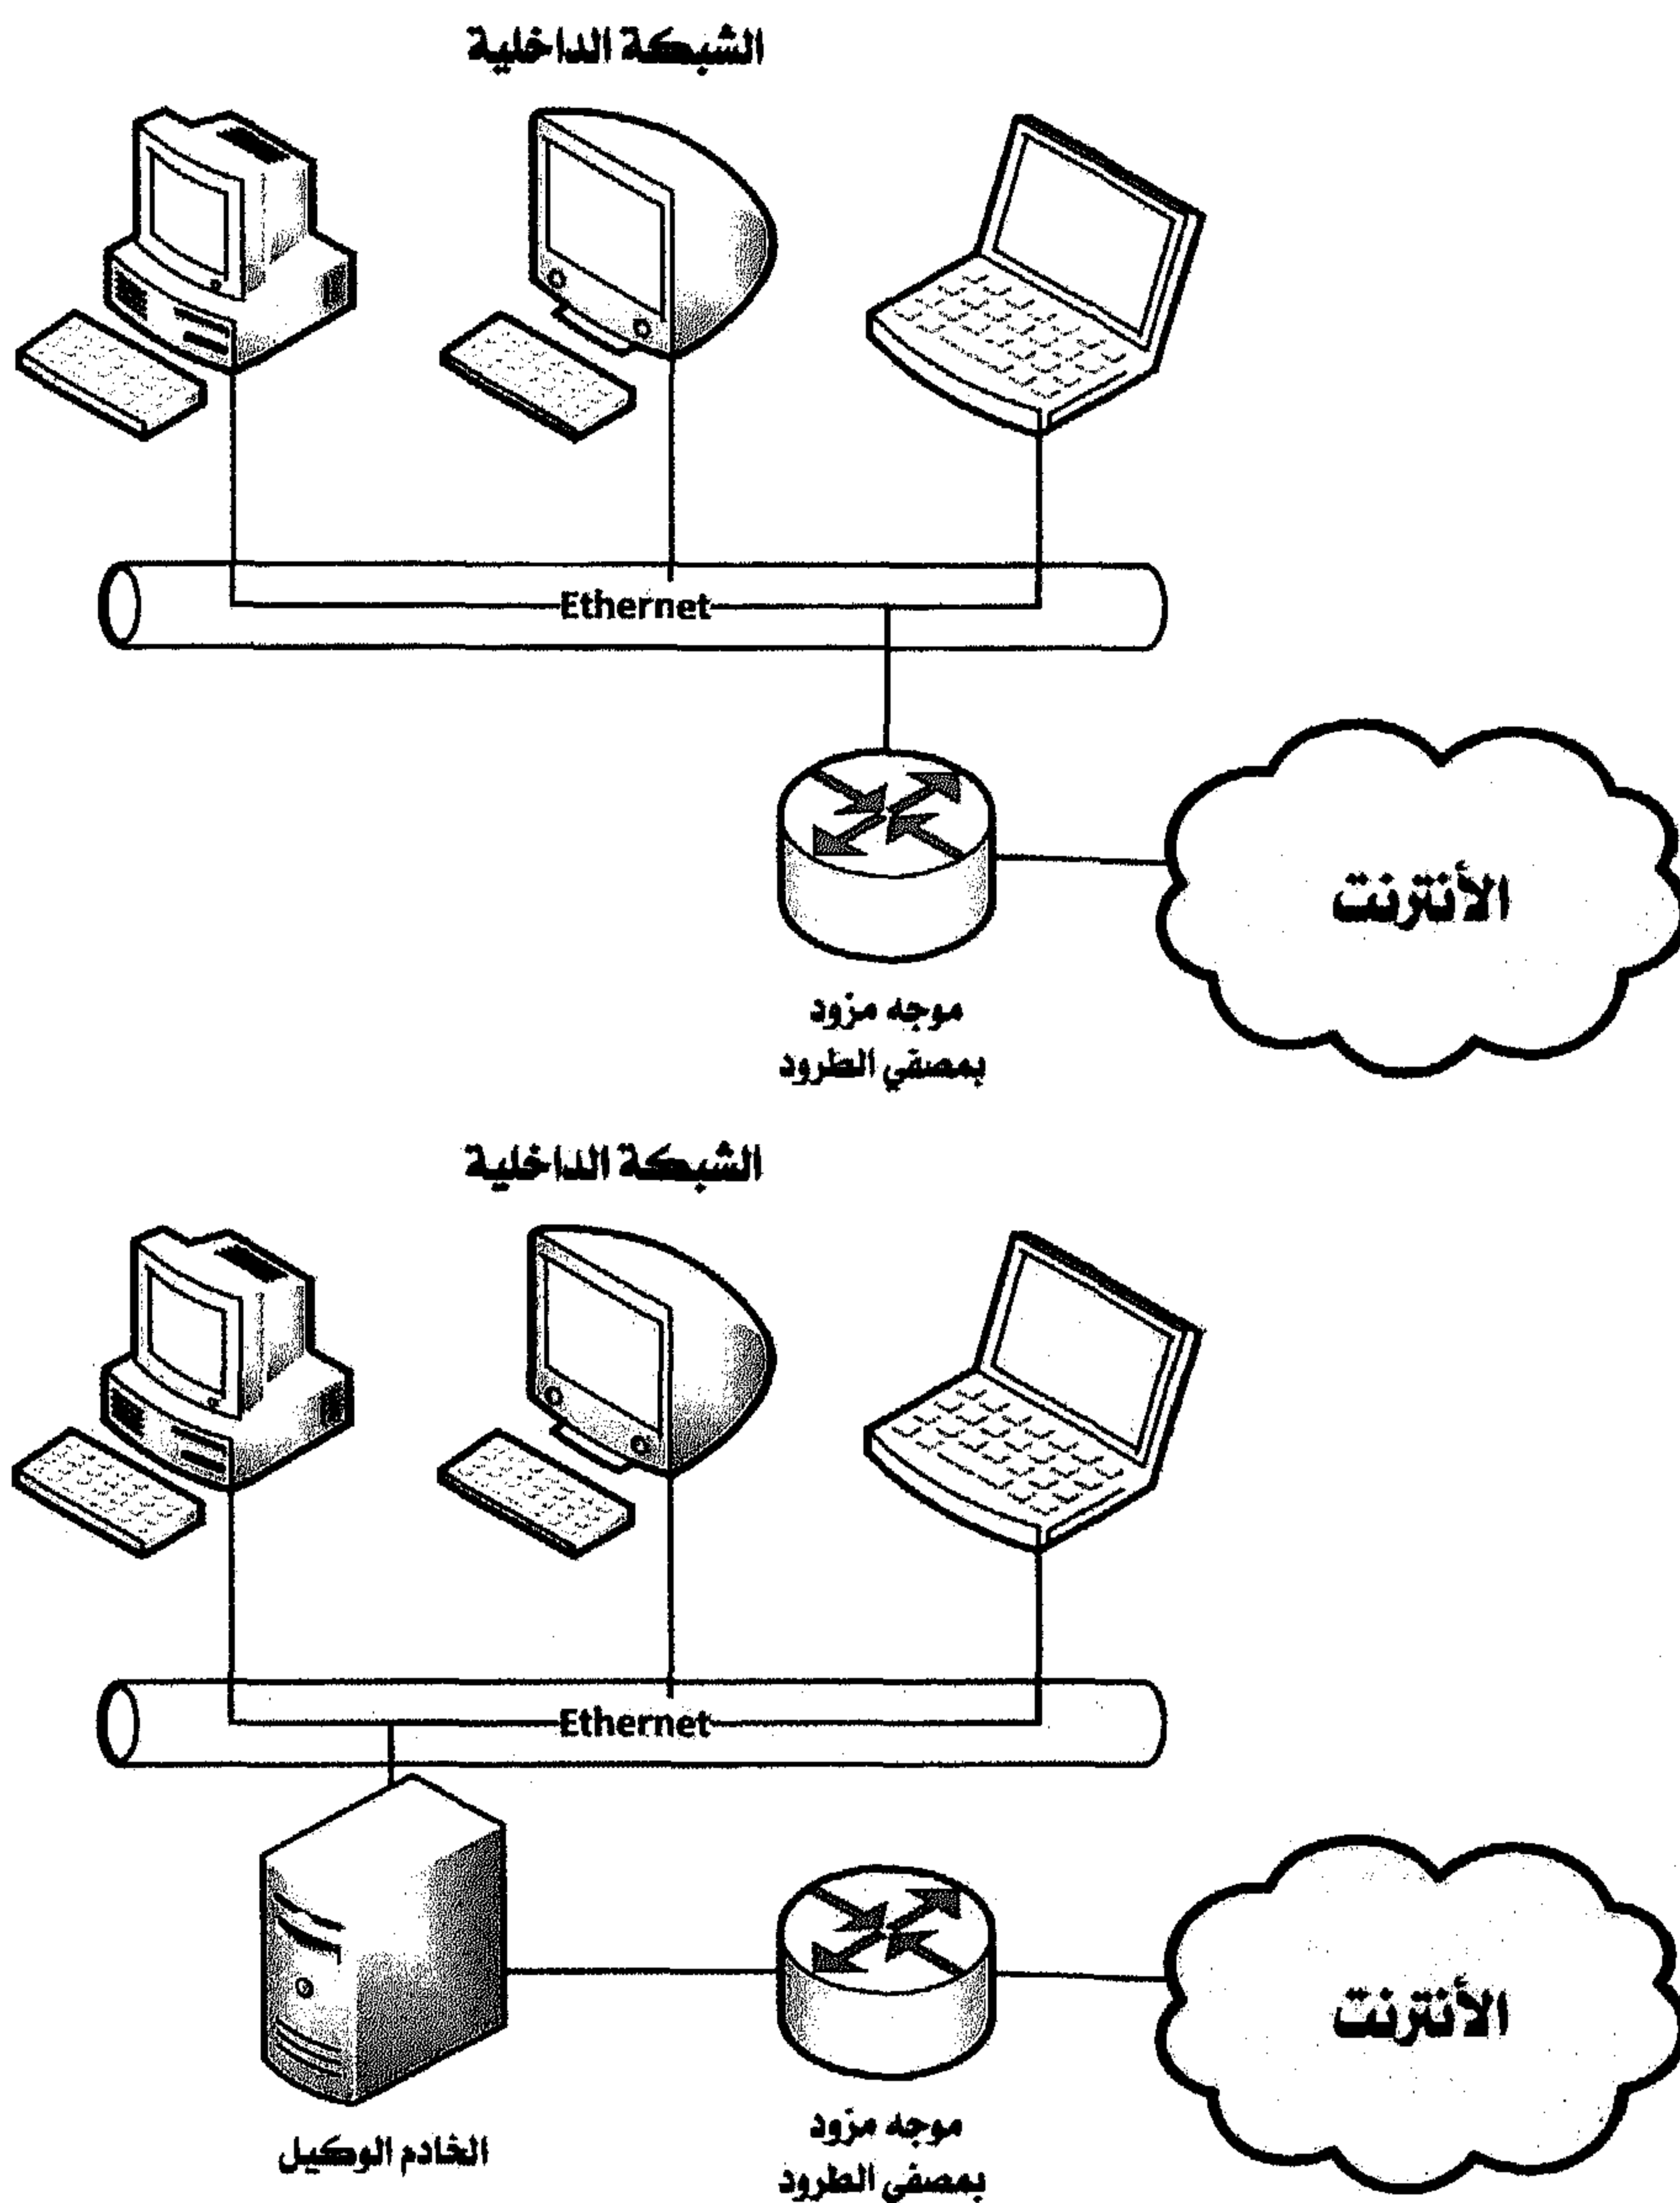 الشبكة الداخلية
Ethernet
الأنترنت
موجه مزود
بمصفي الطرود
الشبكة الداخلية
Ethernet
الأنترنت
الخادم الوكيل
موجه مزود
بمصفي الطرود